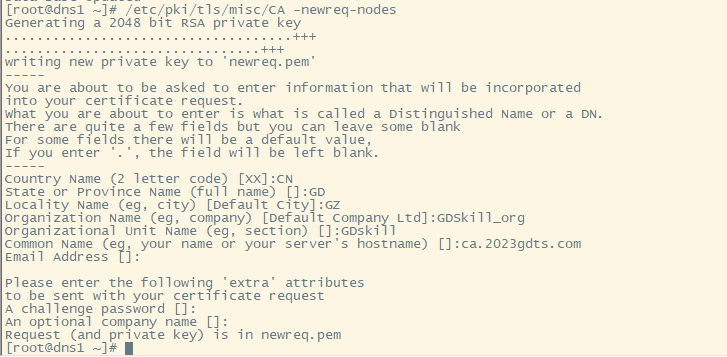 [root@dns1 ~]# /etc/pki/tls/misc/CA -newreq-nodes
Generating a 2048 bit RSA private key
.....................................+++
.................................+++
writing new private key to 'newreq.pem'
-----
You are about to be asked to enter information that will be incorporated
into your certificate request.
What you are about to enter is what is called a Distinguished Name or a DN.
There are quite a few fields but you can leave some blank
For some fields there will be a default value,
If you enter '.', the field will be left blank.
-----
Country Name (2 letter code) [XX]:CN
State or Province Name (full name) []:GD
Locality Name (eg, city) [Default City]:GZ
Organization Name (eg, company) [Default Company Ltd]:GDSkill_org
Organizational Unit Name (eg, section) []:GDskill
Common Name (eg, your name or your server's hostname) []:ca.2023gdts.com
Email Address []:
Please enter the following 'extra' attributes
to be sent with your certificate request
A challenge password []:
An optional company name []:
Request (and private key) is in newreq.pem
[root@dns1 ~]#